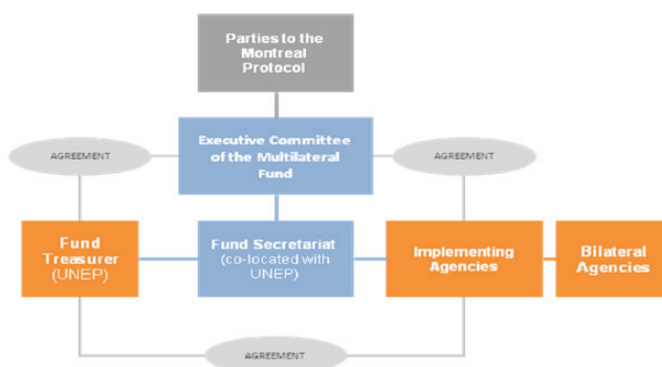 Parties to the
Montreal
Protocol
Executive Committee
of the Multilateral
Fund
AGREEMENT
AGREEMENT
Fund
Treasurer
(UNEP)
Fund Secretariat
(co-located with
UNEP)
Implementing
Agencies
Bilateral
Agencies
AGREEMENT